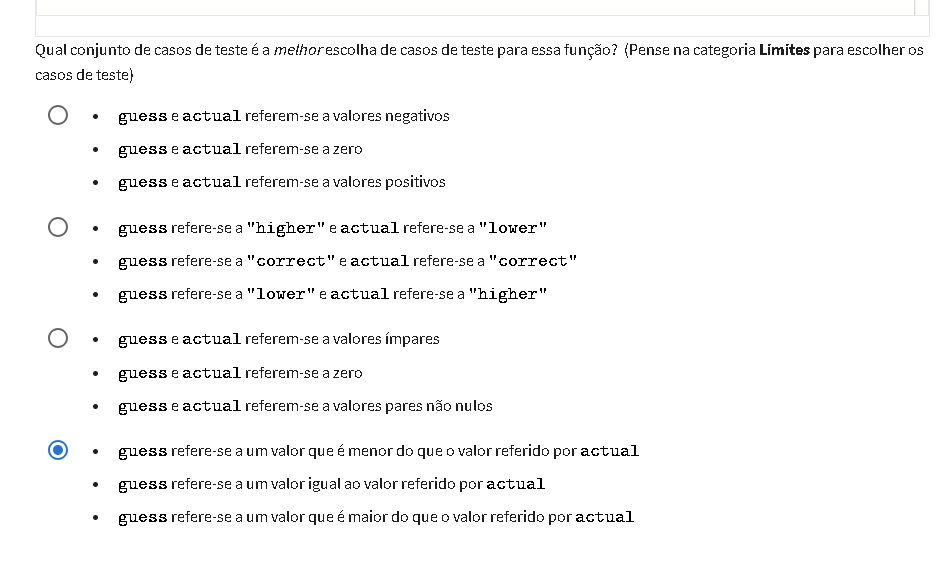 Qual conjunto de casos de teste é a melhor escolha de casos de teste para essa função? (Pense na categoria Limites para escolher os
casos de teste)
• guess e actual referem-se a valores negativos
• guess e actual referem-se a zero
• guess e actual referem-se a valores positivos
• guess refere-se a "higher" e actual refere-se a "lower"
• guess refere-se a "correct" e actual refere-se a "correct"
• guess refere-se a "lower" e actual refere-se a "higher"
• guess e actual referem-se a valores ímpares
• guess e actual referem-se a zero
• guess e actual referem-se a valores pares não nulos
• guess refere-se a um valor que é menor do que o valor referido por actual
• guess refere-se a um valor igual ao valor referido por actual
• guess refere-se a um valor que é maior do que o valor referido por actual